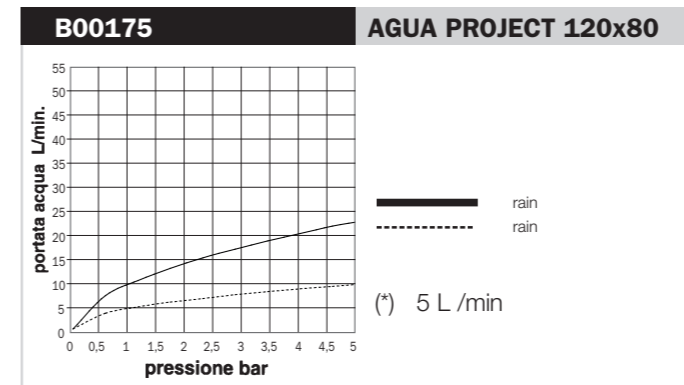 B00175
AGUA PROJECT 120x80
portata acqua L/min.
55
50
45
40
35
30
25
20
15
10
5
0
0 0,5 1 1,5 2 2,5 3 3,5 4 4,5 5
pressione bar
rain
rain
(*) 5 L /min